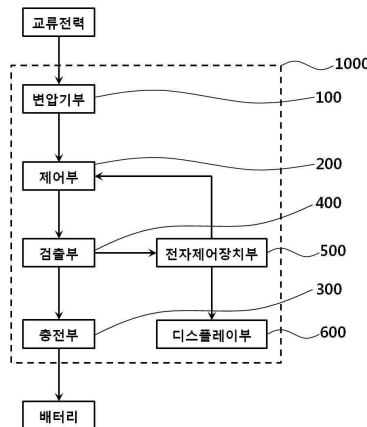 교류전력
1000
변압기부
100
제어부
200
400
검출부
전자제어장치부
500
300
충전부
디스플레이부
600
배터리